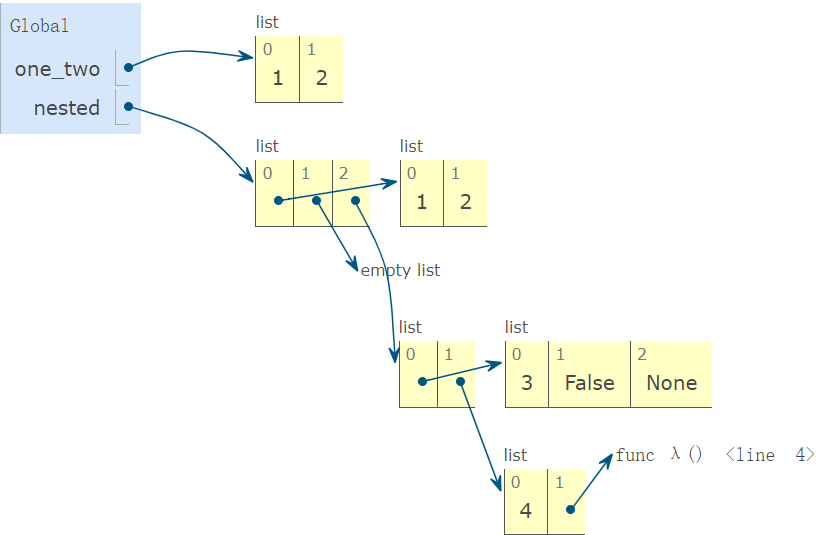 Global
one_two
nested
list
0 1
1 2
list
0 1 2
list
0 1
1 2
empty list
list
0 1
list
0 1 2
3 False None
list
0 1
4
func λ() <line 4>